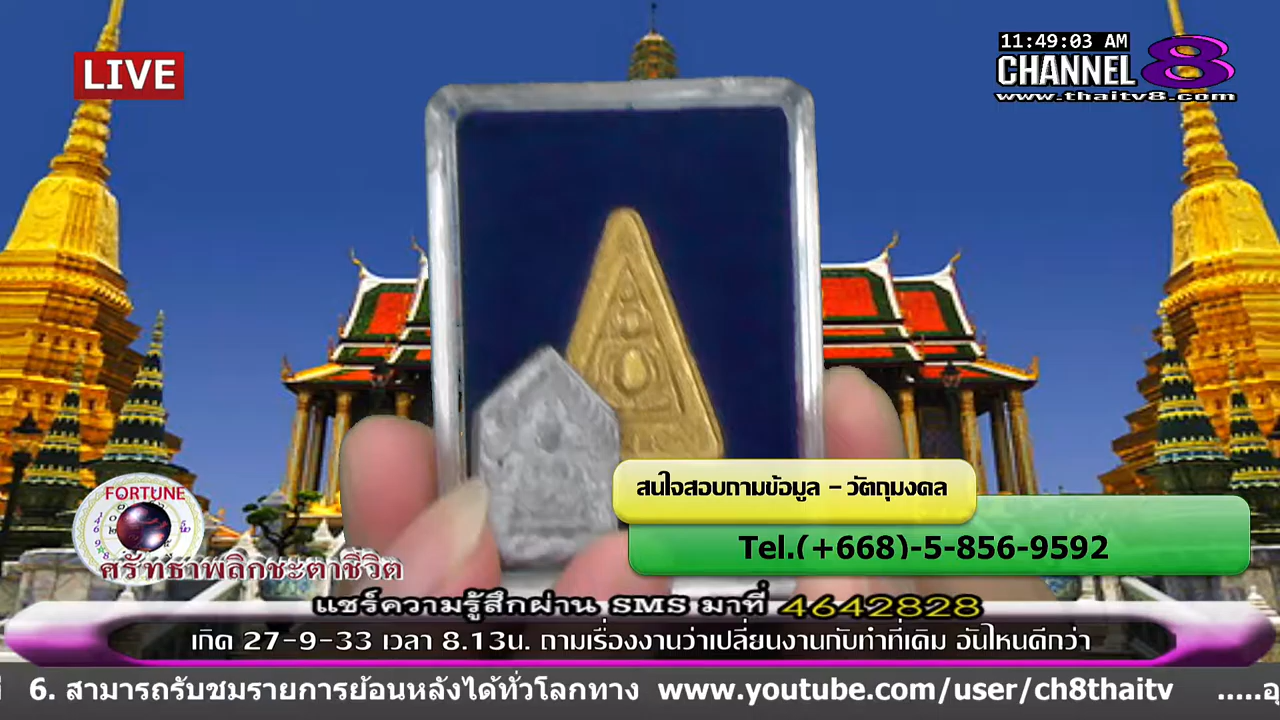 LIVE
11:49:03 AM
CHANNEL 8
www.thaitv8.com
สนใจสอบถามข้อมูล - วัตถุมงคล
Tel.(+668)-5-856-9592
FORTUNE
ศรัทธาพลิกชะตาชีวิต
แชร์ความรู้สึกผ่าน SMS มาที่ 4642828
เกิด 27-9-33 เวลา 8.13น. ถามเรื่องงานว่าเปลี่ยนงานกับทำที่เดิม อันไหนดีกว่า
6. สามารถรับชมรายการย้อนหลังได้ทั่วโลกทาง www.youtube.com/user/ch8thaitv .....อุ